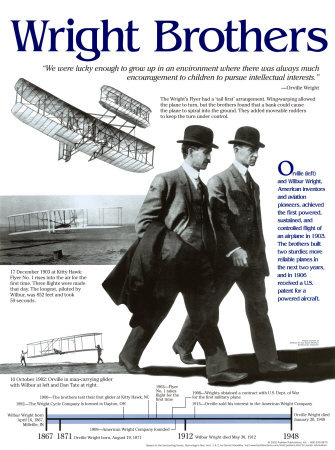 Wright Brothers
“We were lucky enough to grow up in an environment where there was always much
encouragement to children to pursue intellectual interests.”
—Orville Wright
The Wright's Flyer had a 'tail first' arrangement. Wingwarping allowed
the plane to turn, but the brothers found that a bank could cause
the plane to spiral into the ground. They added moveable rudders
to keep the turn under control.
Orville (left)
and Wilbur Wright,
American inventors
and aviation
pioneers, achieved
the first powered,
sustained, and
controlled flight of
an airplane in 1903.
The brothers built
two sturdier, more
reliable planes in
the next two years,
and in 1906
received a U.S.
patent for a
powered aircraft.
17 December 1903 at Kitty Hawk:
Flyer No. 1 rises into the air for the
first time. Three flights were made
that day. The longest, piloted by
Wilbur, was 852 feet and took
59 seconds.
10 October 1902: Orville in man-carrying glider
with Wilbur at left and Dan Tate at right.
1903—Flyer
No. 1 takes
flight for the
first time
1908—Wrights obtained a contract with U.S. Dept. of War
for the first military plane
1900—The brothers test their first glider at Kitty Hawk, NC
1892—The Wright Cycle Company is formed in Dayton, OH
1915—Orville sold his interest in the American Wright Company
Wilbur Wright born
April 16, 1867
Millville, IN
Orville Wright died
January 30, 1948
1909—American Wright Company founded
1867
1871
Orville Wright born, August 19, 1871
1912
Wilbur Wright died May 30, 1912
1948